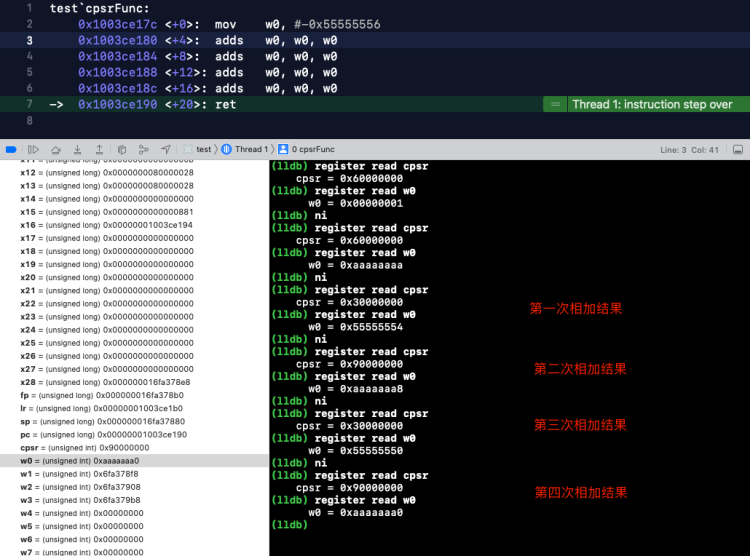 1 test`cpsrFunc:
2 0x1003ce17c <+0>: mov w0, #-0x55555556
3 0x1003ce180 <+4>: adds w0, w0, w0
4 0x1003ce184 <+8>: adds w0, w0, w0
5 0x1003ce188 <+12>: adds w0, w0, w0
6 0x1003ce18c <+16>: adds w0, w0, w0
7 -> 0x1003ce190 <+20>: ret = Thread 1: instruction step over
8
test 〉 Thread 1 〉 0 cpsrFunc Line: 3 Col: 41
x12 = (unsigned long) 0x0000000080000028
x13 = (unsigned long) 0x0000000080000028
x14 = (unsigned long) 0x0000000000000000
x15 = (unsigned long) 0x0000000000000881
x16 = (unsigned long) 0x00000001003ce194
x17 = (unsigned long) 0x0000000000000000
x18 = (unsigned long) 0x0000000000000000
x19 = (unsigned long) 0x0000000000000000
x20 = (unsigned long) 0x0000000000000000
x21 = (unsigned long) 0x0000000000000000
x22 = (unsigned long) 0x0000000000000000
x23 = (unsigned long) 0x0000000000000000
x24 = (unsigned long) 0x0000000000000000
x25 = (unsigned long) 0x0000000000000000
x26 = (unsigned long) 0x0000000000000000
x27 = (unsigned long) 0x0000000000000000
x28 = (unsigned long) 0x000000016fa378e8
fp = (unsigned long) 0x000000016fa378b0
lr = (unsigned long) 0x00000001003ce1b0
sp = (unsigned long) 0x000000016fa37880
pc = (unsigned long) 0x00000001003ce190
cpsr = (unsigned int) 0x90000000
w0 = (unsigned int) 0xaaaaaaa0
w1 = (unsigned int) 0x6fa378f8
w2 = (unsigned int) 0x6fa37908
w3 = (unsigned int) 0x6fa379b8
w4 = (unsigned int) 0x00000000
w5 = (unsigned int) 0x00000000
w6 = (unsigned int) 0x00000000
w7 = (unsigned int) 0x00000000
(lldb) register read cpsr
cpsr = 0x60000000
(lldb) register read w0
w0 = 0x00000001
(lldb) ni
(lldb) register read cpsr
cpsr = 0x60000000
(lldb) register read w0
w0 = 0xaaaaaaaa
(lldb) ni
(lldb) register read cpsr
cpsr = 0x30000000
第一次相加结果
(lldb) register read w0
w0 = 0x55555554
(lldb) ni
(lldb) register read cpsr
cpsr = 0x90000000
第二次相加结果
(lldb) register read w0
w0 = 0xaaaaaaa8
(lldb) ni
(lldb) register read cpsr
cpsr = 0x30000000
第三次相加结果
(lldb) register read w0
w0 = 0x55555550
(lldb) ni
(lldb) register read cpsr
cpsr = 0x90000000
第四次相加结果
(lldb) register read w0
w0 = 0xaaaaaaa0
(lldb)